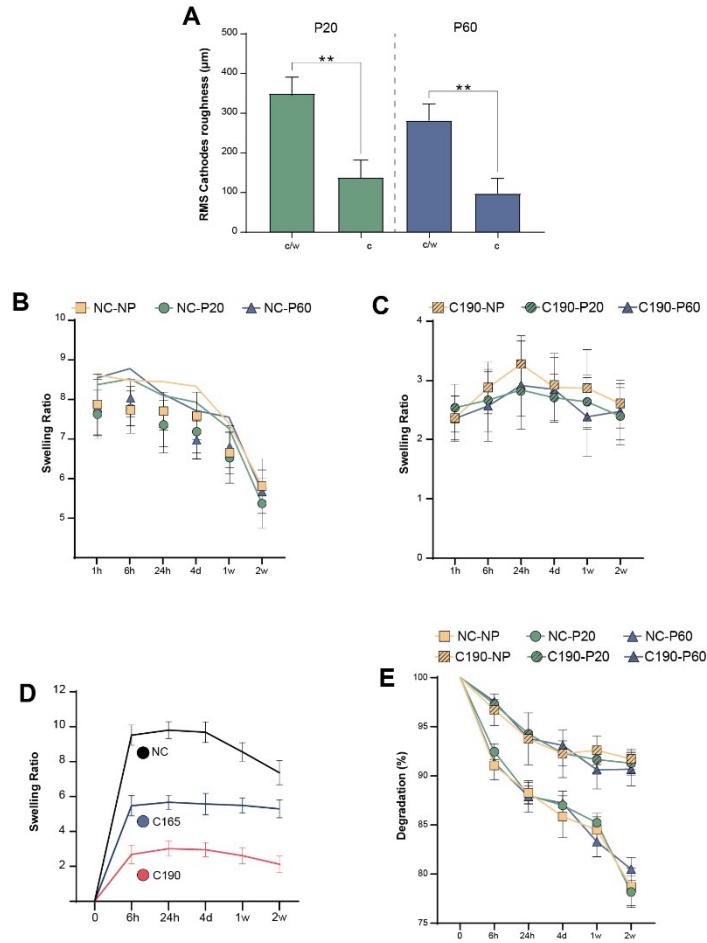 A
P20 P60
RMS Cathodes roughness (μm)
500
400
300
200
100
0
** **
c/w c c/w c
B
NC-NP NC-P20 NC-P60
Swelling Ratio
10
9
8
7
6
5
1h 6h 24h 4d 1w 2w
C
C190-NP C190-P20 C190-P60
Swelling Ratio
4
3
2
1
0
1h 6h 24h 4d 1w 2w
D
Swelling Ratio
12
10
8
6
4
2
NC
C165
C190
0 6h 24h 4d 1w 2w
NC-NP NC-P20 NC-P60
C190-NP C190-P20 C190-P60
E
Degradation (%)
100
95
90
85
80
75
0 6h 24h 4d 1w 2w